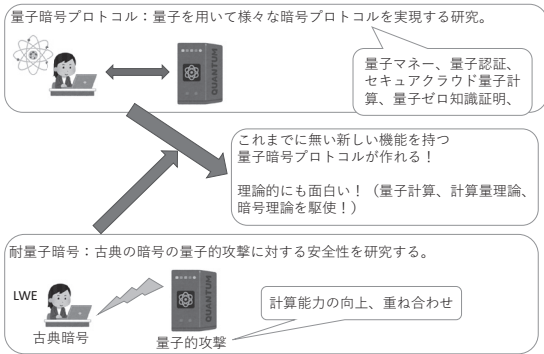 量子暗号プロトコル：量子を用いて様々な暗号プロトコルを実現する研究。
QUANTUM
量子マネー、量子認証、
セキュアクラウド量子計
算、量子ゼロ知識証明、
これまでに無い新しい機能を持つ
量子暗号プロトコルが作れる！
理論的にも面白い！（量子計算、計算量理論、
暗号理論を駆使！）
耐量子暗号：古典の暗号の量子的攻撃に対する安全性を研究する。
LWE
古典暗号
QUANTUM
量子的攻撃
計算能力の向上、重ね合わせ